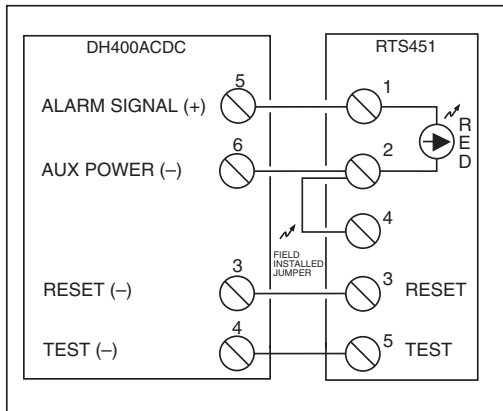 DH400ACDC RTS451
5 1
ALARM SIGNAL (+)
RED
6 2
AUX POWER (–)
4
FIELD
INSTALLED
JUMPER
3 3
RESET (–) RESET
4 5
TEST (–) TEST